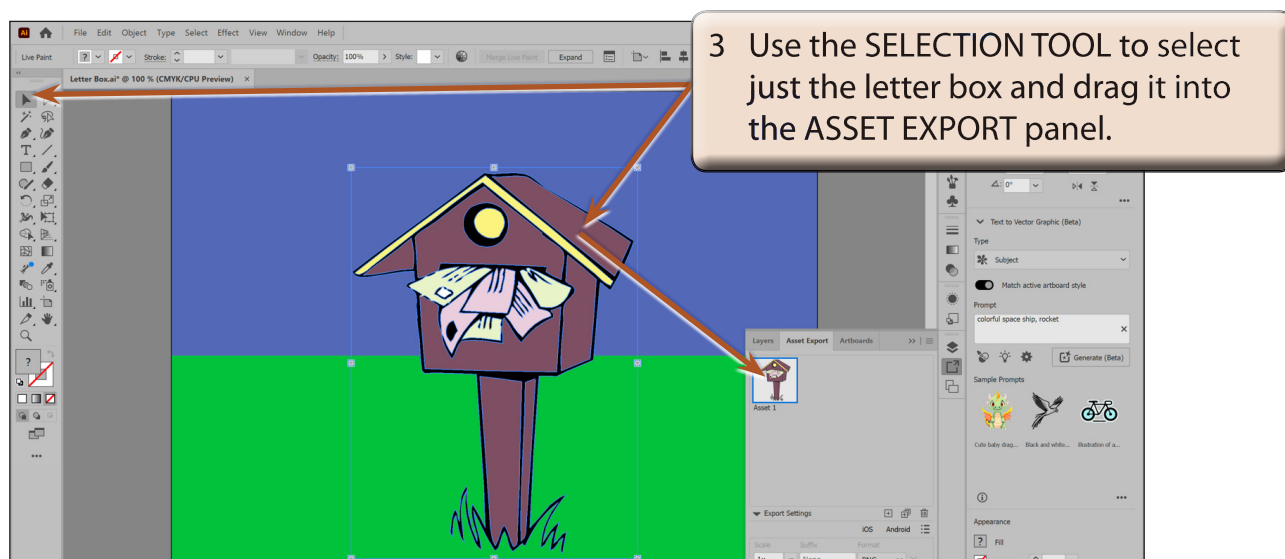 Ai File Edit Object Type Select Effect View Window Help
Live Paint ? Stroke: Opacity: 100% > Style: Merge Live Paint Expand
Letter Box.ai* @ 100 % (CMYK/CPU Preview) ×
3 Use the SELECTION TOOL to select
just the letter box and drag it into
the ASSET EXPORT panel.
T
?
Layers Asset Export Artboards >>
Asset 1
Export Settings
iOS Android
Scale Suffix Format
1x None PNG
0°
Text to Vector Graphic (Beta)
Type
Subject
Match active artboard style
Prompt
colorful space ship, rocket
Generate (Beta)
Sample Prompts
Cute baby drag... Black and white... Illustration of a...
Appearance
? Fill